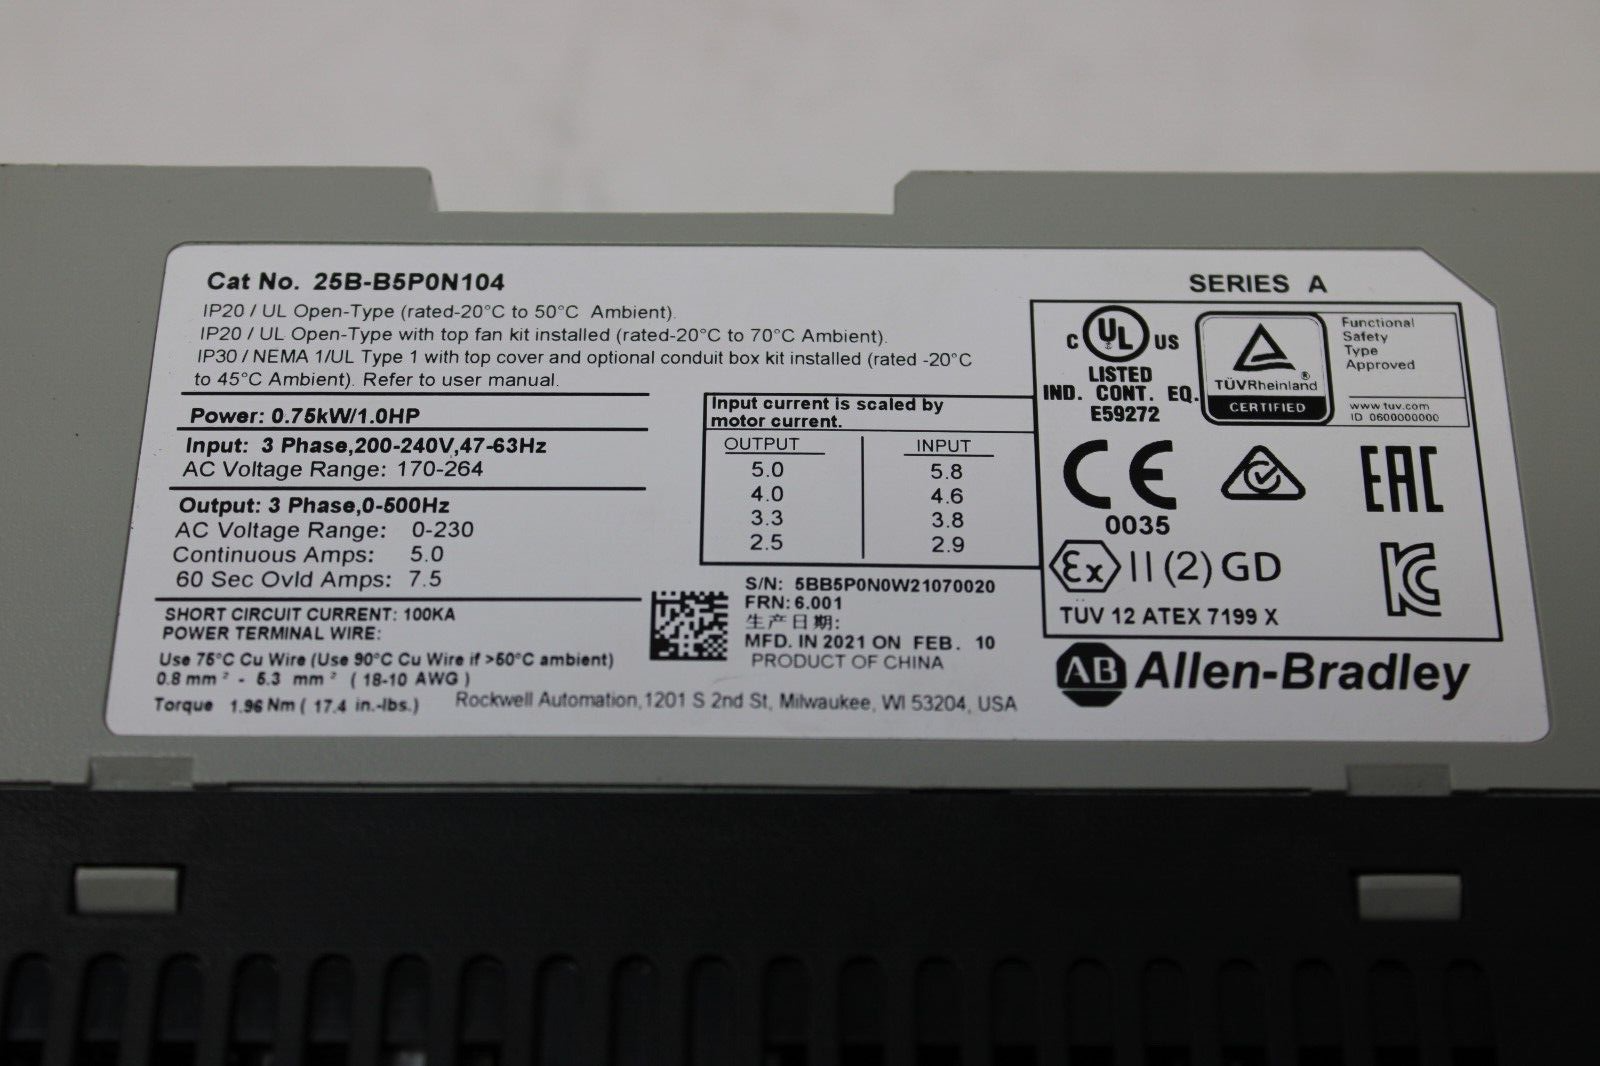 Cat No. 25B-B5P0N104
SERIES A
IP20 / UL Open-Type (rated-20°C to 50°C Ambient).
IP20 / UL Open-Type with top fan kit installed (rated-20°C to 70°C Ambient).
IP30 / NEMA 1/UL Type 1 with top cover and optional conduit box kit installed (rated -20°C
to 45°C Ambient). Refer to user manual.
Power: 0.75kW/1.0HP
Input: 3 Phase,200-240V,47-63Hz
AC Voltage Range: 170-264
Output: 3 Phase,0-500Hz
AC Voltage Range: 0-230
Continuous Amps: 5.0
60 Sec Ovld Amps: 7.5
SHORT CIRCUIT CURRENT: 100KA
POWER TERMINAL WIRE:
Use 75°C Cu Wire (Use 90°C Cu Wire if >50°C ambient)
0.8 mm² - 5.3 mm² ( 18-10 AWG )
Torque 1.96 Nm ( 17.4 in.-lbs.)
Input current is scaled by
motor current.
OUTPUT INPUT
5.0 5.8
4.0 4.6
3.3 3.8
2.5 2.9
S/N: 5BB5P0N0W21070020
FRN: 6.001
生产日期:
MFD. IN 2021 ON FEB. 10
PRODUCT OF CHINA
Rockwell Automation,1201 S 2nd St, Milwaukee, WI 53204, USA
C UL US
LISTED
IND. CONT. EQ.
E59272
TÜVRheinland ®
CERTIFIED
Functional
Safety
Type
Approved
www.tuv.com
ID 0600000000
CE
0035
EAC
Ex II (2) GD
KC
TUV 12 ATEX 7199 X
AB Allen-Bradley